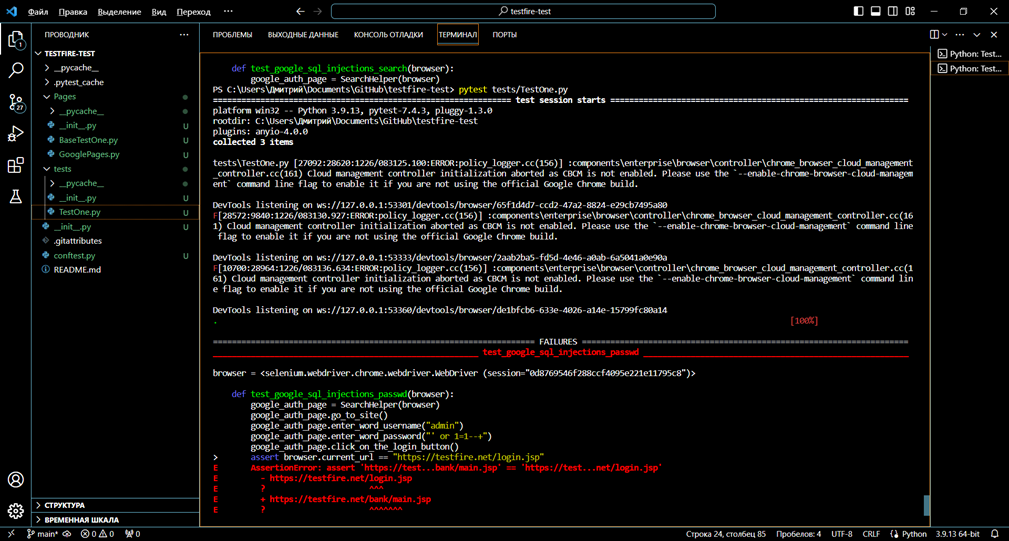 Файл Правка Выделение Вид Переход ··· testfire-test
ПРОВОДНИК ···
TESTFIRE-TEST
__pycache__
.pytest_cache
Pages
__pycache__
__init__.py U
BaseTestOne.py U
GooglePages.py U
tests
__pycache__
__init__.py U
TestOne.py U
__init__.py U
.gitattributes
conftest.py U
README.md
СТРУКТУРА
ВРЕМЕННАЯ ШКАЛА
1
27
ПРОБЛЕМЫ ВЫХОДНЫЕ ДАННЫЕ КОНСОЛЬ ОТЛАДКИ ТЕРМИНАЛ ПОРТЫ
Python: Test...
Python: Test...
def test_google_sql_injections_search(browser):
google_auth_page = SearchHelper(browser)
PS C:\Users\Дмитрий\Documents\GitHub\testfire-test> pytest tests/TestOne.py
============================================================== test session starts ==============================================================
platform win32 -- Python 3.9.13, pytest-7.4.3, pluggy-1.3.0
rootdir: C:\Users\Дмитрий\Documents\GitHub\testfire-test
plugins: anyio-4.0.0
collected 3 items
tests\TestOne.py [27092:28620:1226/083125.100:ERROR:policy_logger.cc(156)] :components\enterprise\browser\controller\chrome_browser_cloud_management
_controller.cc(161) Cloud management controller initialization aborted as CBCM is not enabled. Please use the `--enable-chrome-browser-cloud-managem
ent` command line flag to enable it if you are not using the official Google Chrome build.
DevTools listening on ws://127.0.0.1:53301/devtools/browser/65f1d4d7-ccd2-47a2-8824-e29cb7495a80
F[28572:9840:1226/083130.927:ERROR:policy_logger.cc(156)] :components\enterprise\browser\controller\chrome_browser_cloud_management_controller.cc(16
1) Cloud management controller initialization aborted as CBCM is not enabled. Please use the `--enable-chrome-browser-cloud-management` command line
flag to enable it if you are not using the official Google Chrome build.
DevTools listening on ws://127.0.0.1:53333/devtools/browser/2aab2ba5-fd5d-4e46-a0ab-6a5041a0e90a
F[10700:28964:1226/083136.634:ERROR:policy_logger.cc(156)] :components\enterprise\browser\controller\chrome_browser_cloud_management_controller.cc(1
61) Cloud management controller initialization aborted as CBCM is not enabled. Please use the `--enable-chrome-browser-cloud-management` command lin
e flag to enable it if you are not using the official Google Chrome build.
DevTools listening on ws://127.0.0.1:53360/devtools/browser/de1bfcb6-633e-4026-a14e-15799fc80a14
. [100%]
=================================================================== FAILURES ====================================================================
________________________________________________________ test_google_sql_injections_passwd ________________________________________________________
browser = <selenium.webdriver.chrome.webdriver.WebDriver (session="0d8769546f288ccf4095e221e11795c8")>
def test_google_sql_injections_passwd(browser):
google_auth_page = SearchHelper(browser)
google_auth_page.go_to_site()
google_auth_page.enter_word_username("admin")
google_auth_page.enter_word_password("' or 1=1--+")
google_auth_page.click_on_the_login_button()
> assert browser.current_url == "https://testfire.net/login.jsp"
E AssertionError: assert 'https://test...bank/main.jsp' == 'https://test...net/login.jsp'
E - https://testfire.net/login.jsp
E ? ^^^
E + https://testfire.net/bank/main.jsp
E ? ^^^^^^^
main* 0 0 0 Строка 24, столбец 85 Пробелов: 4 UTF-8 CRLF Python 3.9.13 64-bit